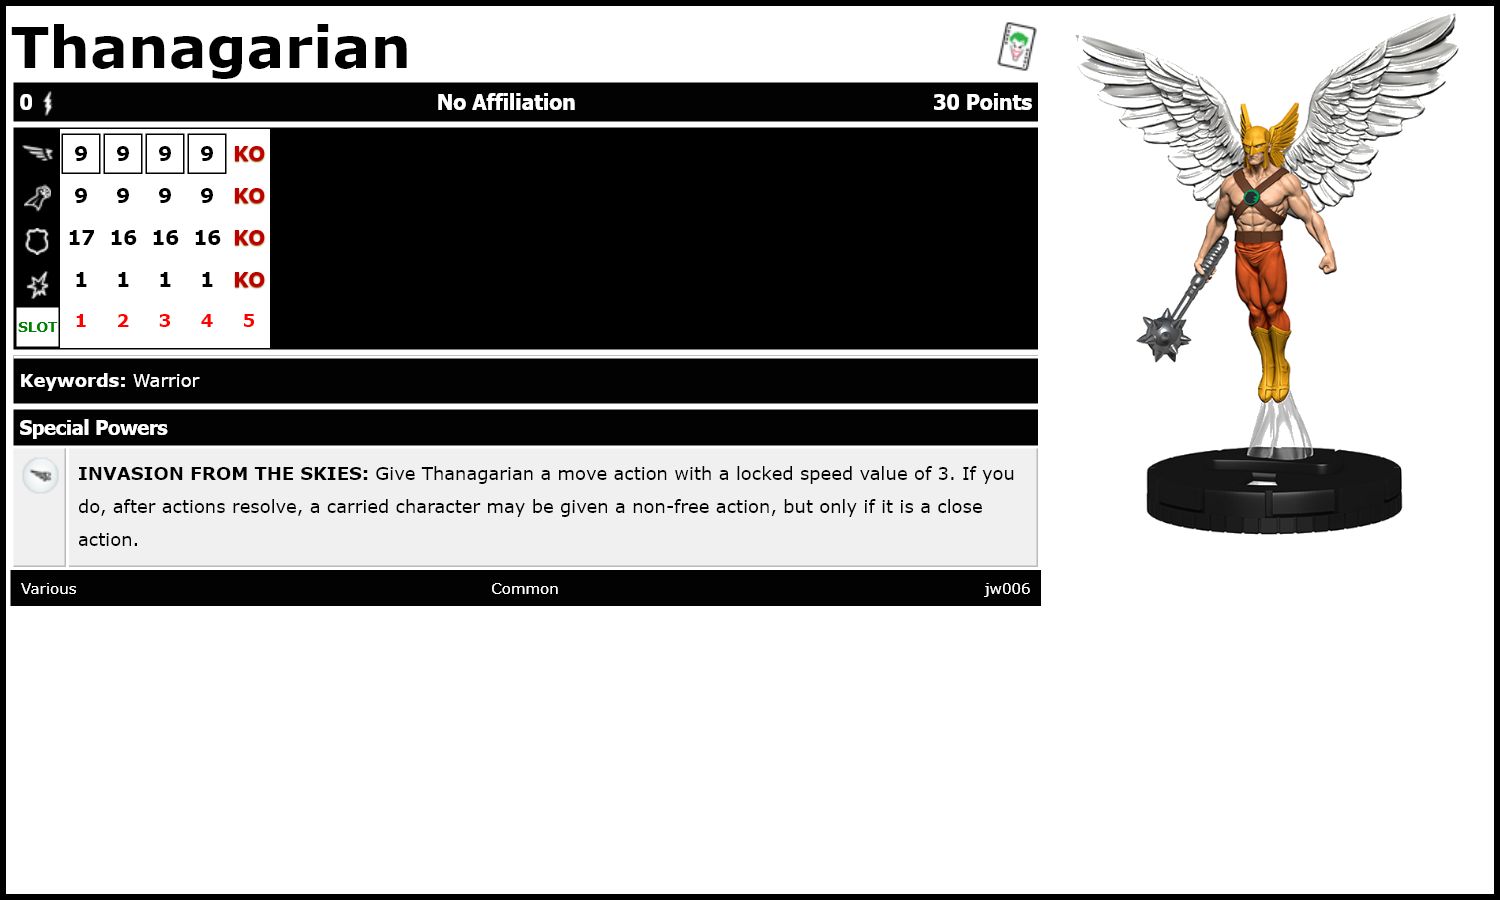 Thanagarian
0 No Affiliation 30 Points
9 9 9 9 KO
9 9 9 9 KO
17 16 16 16 KO
1 1 1 1 KO
SLOT 1 2 3 4 5
Keywords: Warrior
Special Powers
INVASION FROM THE SKIES: Give Thanagarian a move action with a locked speed value of 3. If you
do, after actions resolve, a carried character may be given a non-free action, but only if it is a close
action.
Various Common jw006